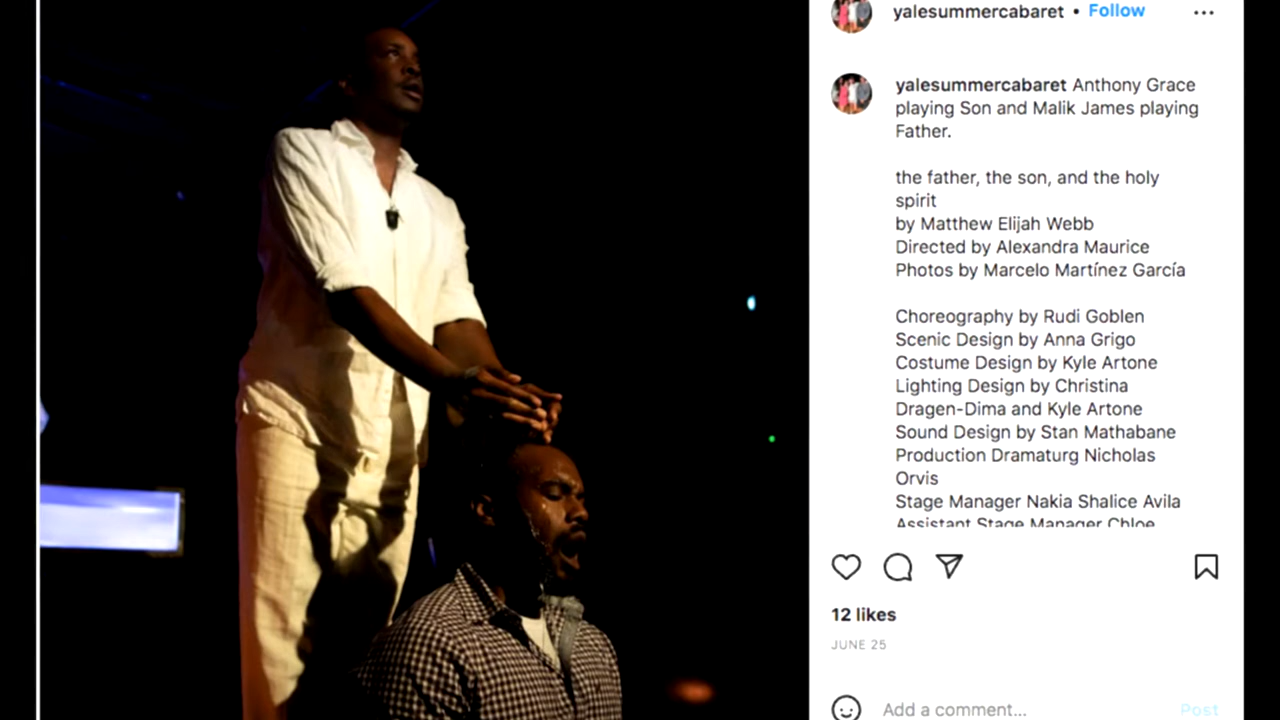 yalesummercabaret • Follow
yalesummercabaret Anthony Grace
playing Son and Malik James playing
Father.
the father, the son, and the holy
spirit
by Matthew Elijah Webb
Directed by Alexandra Maurice
Photos by Marcelo Martínez García
Choreography by Rudi Goblen
Scenic Design by Anna Grigo
Costume Design by Kyle Artone
Lighting Design by Christina
Dragen-Dima and Kyle Artone
Sound Design by Stan Mathabane
Production Dramaturg Nicholas
Orvis
Stage Manager Nakia Shalice Avila
Assistant Stage Manager Chloe
12 likes
JUNE 25
Add a comment... Post